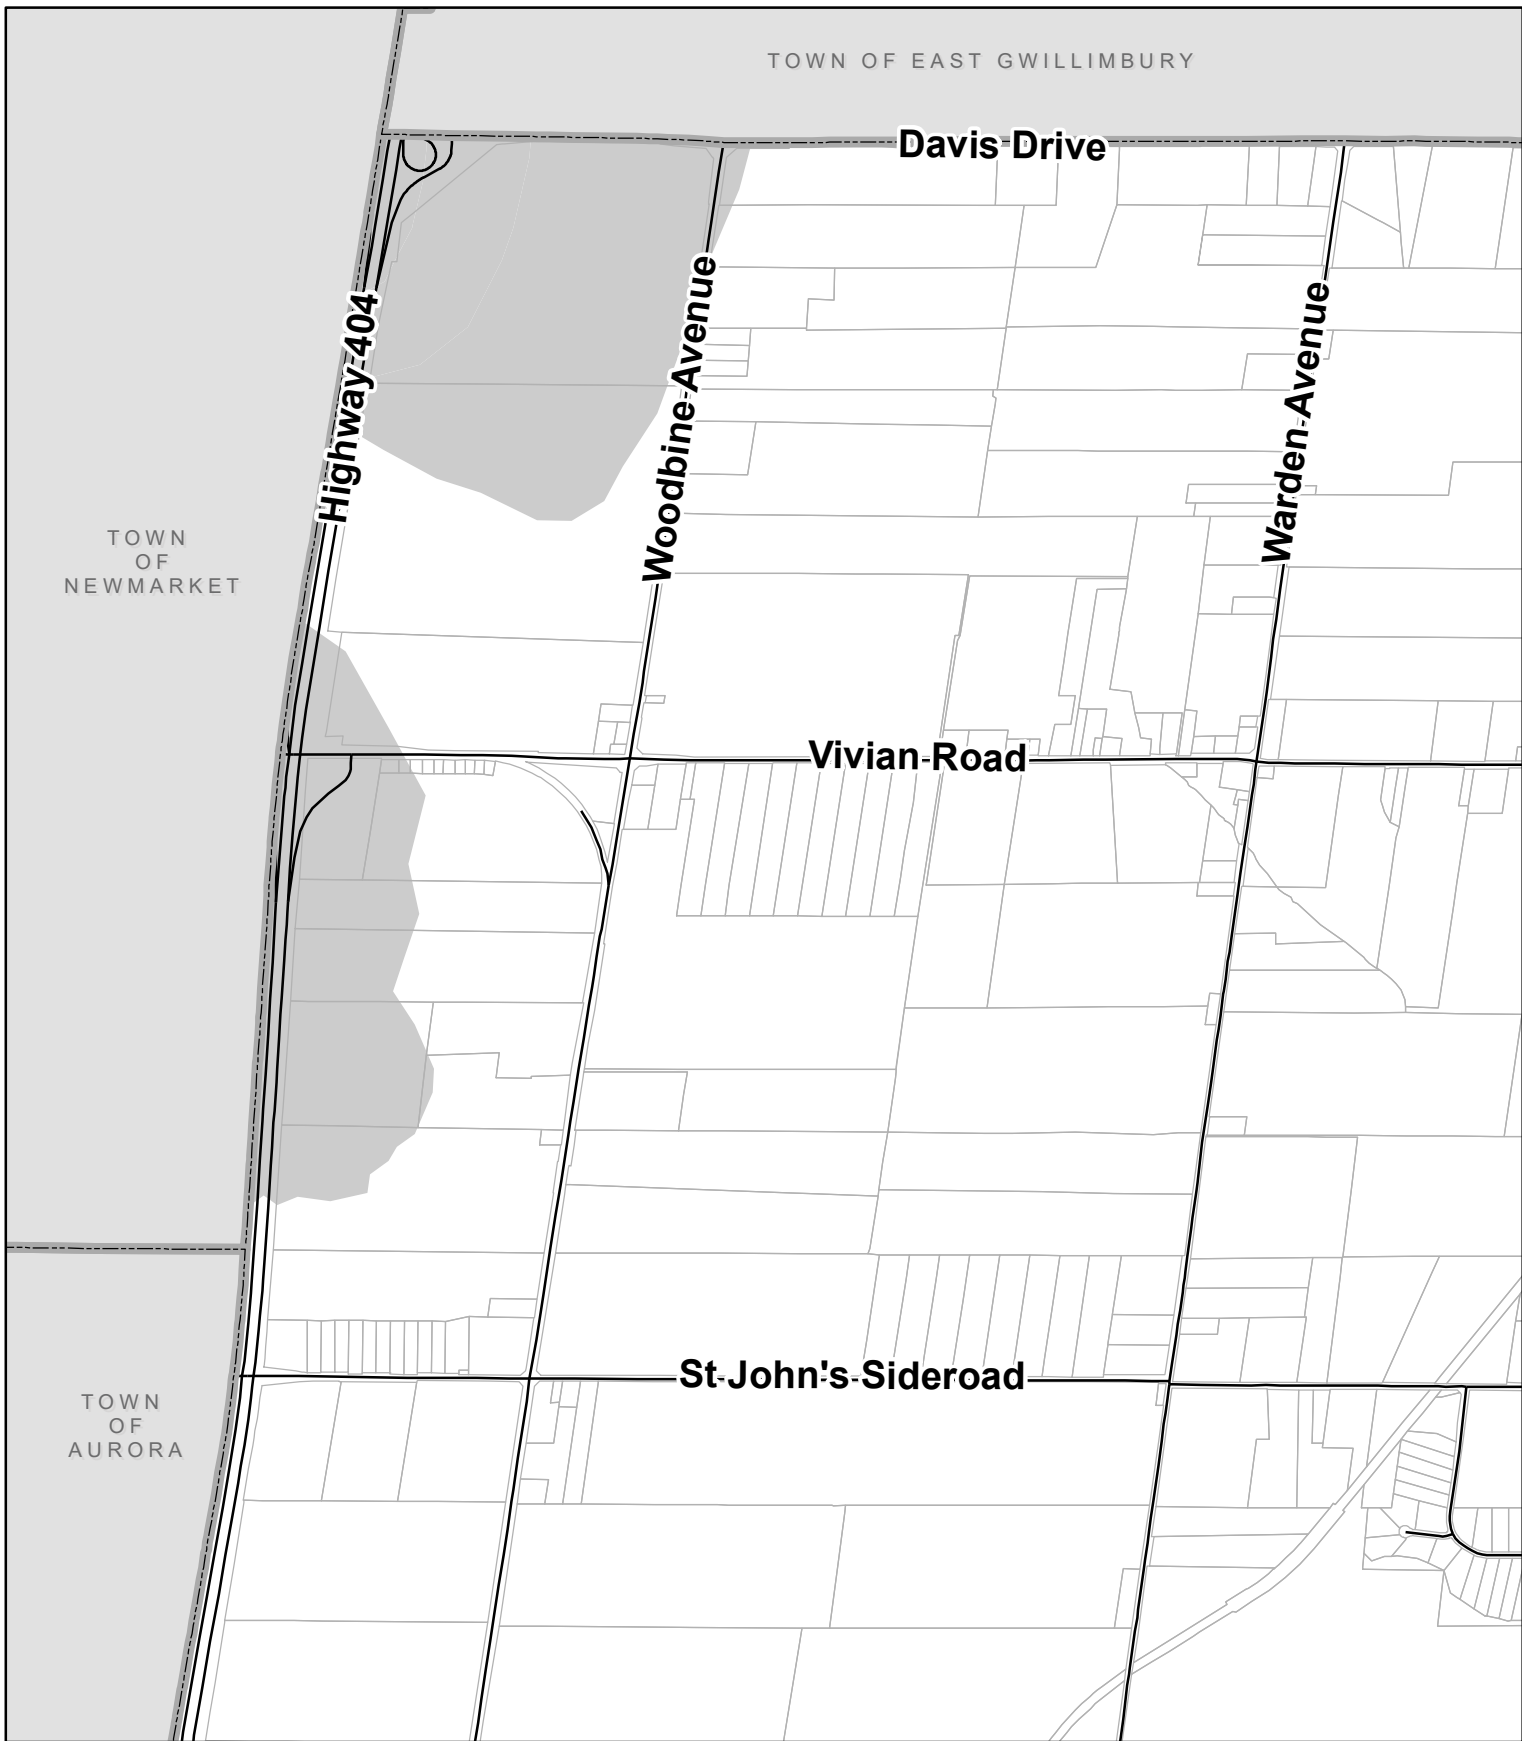 TOWN OF EAST GWILLIMBURY
Davis Drive
Highway 404
Woodbine Avenue
Warden Avenue
TOWN
OF
NEWMARKET
Vivian Road
St John's Sideroad
TOWN
OF
AURORA